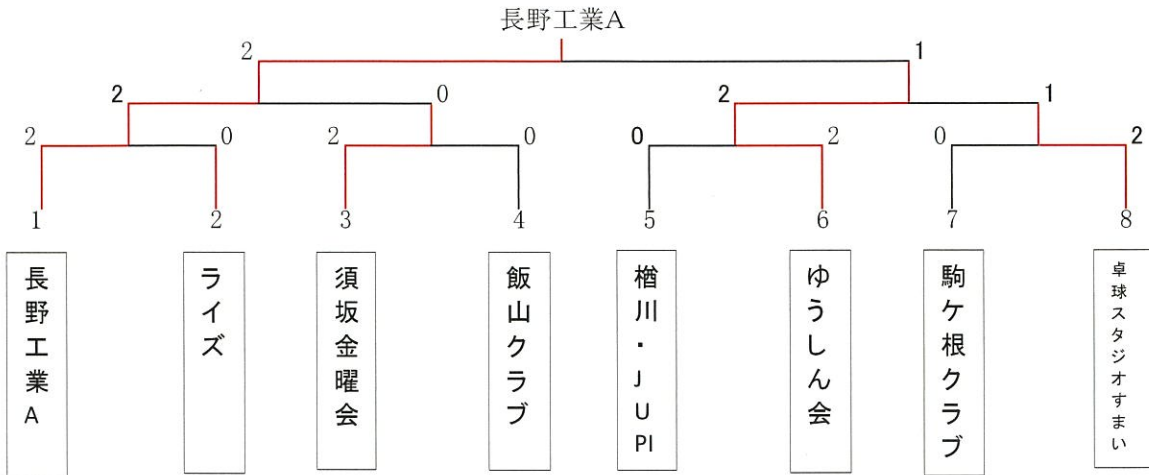 長野工業A
2 1
2 0 2 1
2 0 2 0 0 2 0 2
1 2 3 4 5 6 7 8
長野工業A
ライズ
須坂金曜会
飯山クラブ
楢川・JUPI
ゆうしん会
駒ケ根クラブ
卓球スタジオすまい